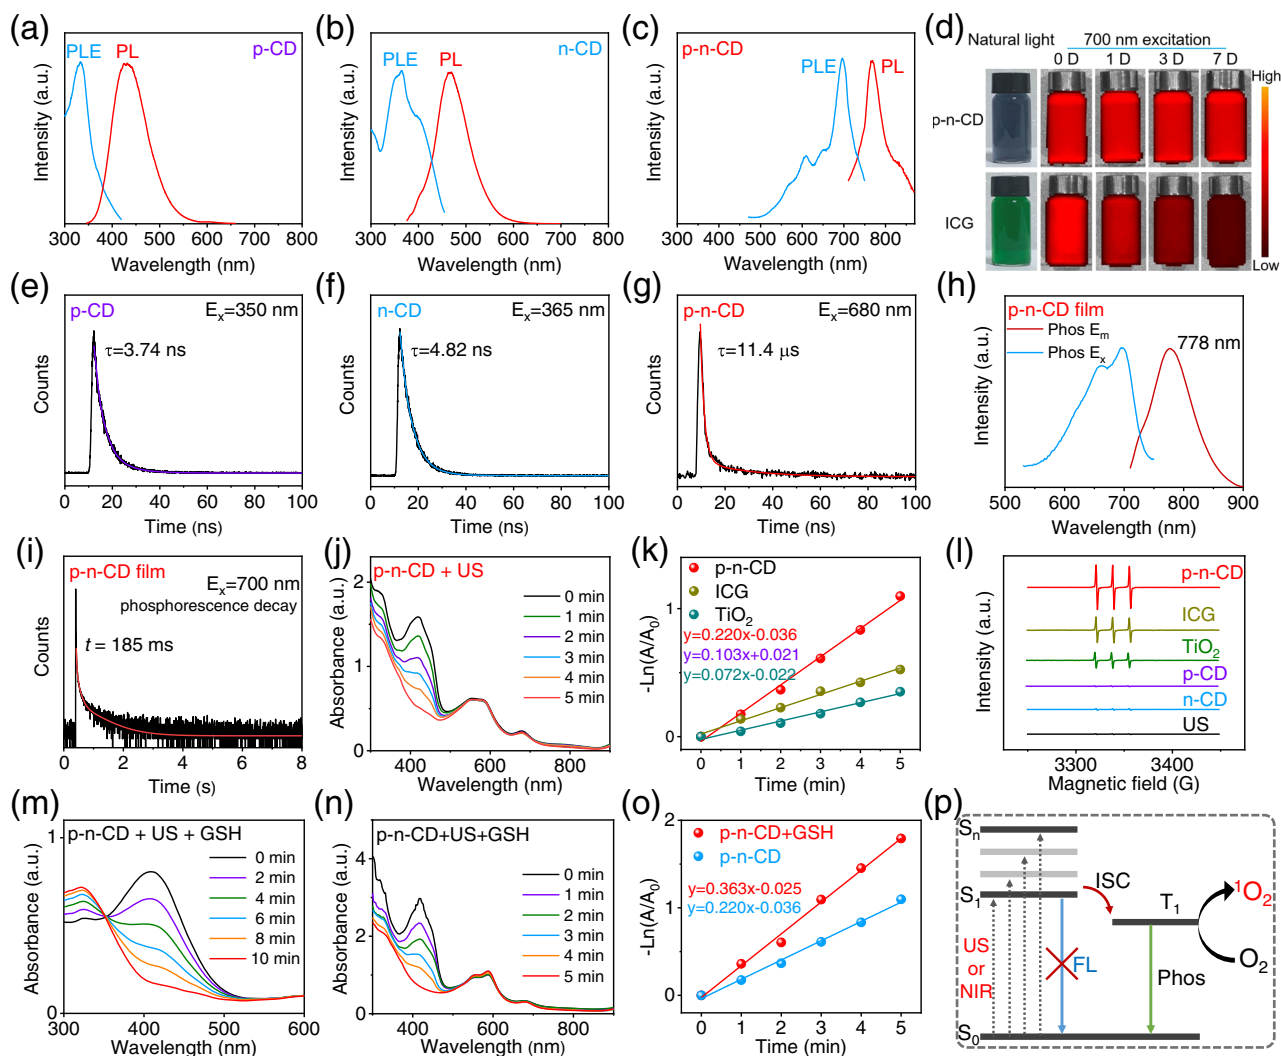 (a)
PLE
PL
p-CD
Intensity (a.u.)
300 400 500 600 700 800
Wavelength (nm)
(b)
PLE
PL
n-CD
Intensity (a.u.)
300 400 500 600 700 800
Wavelength (nm)
(c)
p-n-CD
PLE
PL
Intensity (a.u.)
300 400 500 600 700 800
Wavelength (nm)
(d)
Natural light
700 nm excitation
0 D 1 D 3 D 7 D
p-n-CD
ICG
High
Low
(e)
p-CD
Eₓ=350 nm
τ=3.74 ns
Counts
0 20 40 60 80 100
Time (ns)
(f)
n-CD
Eₓ=365 nm
τ=4.82 ns
Counts
0 20 40 60 80 100
Time (ns)
(g)
p-n-CD
Eₓ=680 nm
τ=11.4 μs
Counts
0 20 40 60 80 100
Time (ns)
(h)
p-n-CD film
Phos Eₘ
Phos Eₓ
778 nm
Intensity (a.u.)
500 600 700 800 900
Wavelength (nm)
(i)
p-n-CD film
Eₓ=700 nm
phosphorescence decay
t = 185 ms
Counts
0 2 4 6 8
Time (s)
(j)
p-n-CD + US
0 min
1 min
2 min
3 min
4 min
5 min
Absorbance (a.u.)
2
1
0
400 600 800
Wavelength (nm)
(k)
p-n-CD
ICG
TiO₂
y=0.220x-0.036
y=0.103x+0.021
y=0.072x-0.022
-Ln(A/A₀)
1
0
0 1 2 3 4 5
Time (min)
(l)
p-n-CD
ICG
TiO₂
p-CD
n-CD
US
Intensity (a.u.)
3300 3400
Magnetic field (G)
(m)
p-n-CD + US + GSH
0 min
2 min
4 min
6 min
8 min
10 min
Absorbance (a.u.)
1
0
300 400 500 600
Wavelength (nm)
(n)
p-n-CD+US+GSH
0 min
1 min
2 min
3 min
4 min
5 min
Absorbance (a.u.)
4
2
0
400 600 800
Wavelength (nm)
(o)
p-n-CD+GSH
p-n-CD
y=0.363x-0.025
y=0.220x-0.036
-Ln(A/A₀)
2
1
0
0 1 2 3 4 5
Time (min)
(p)
Sₙ
S₁
S₀
US
or
NIR
ISC
FL
T₁
Phos
¹O₂
O₂